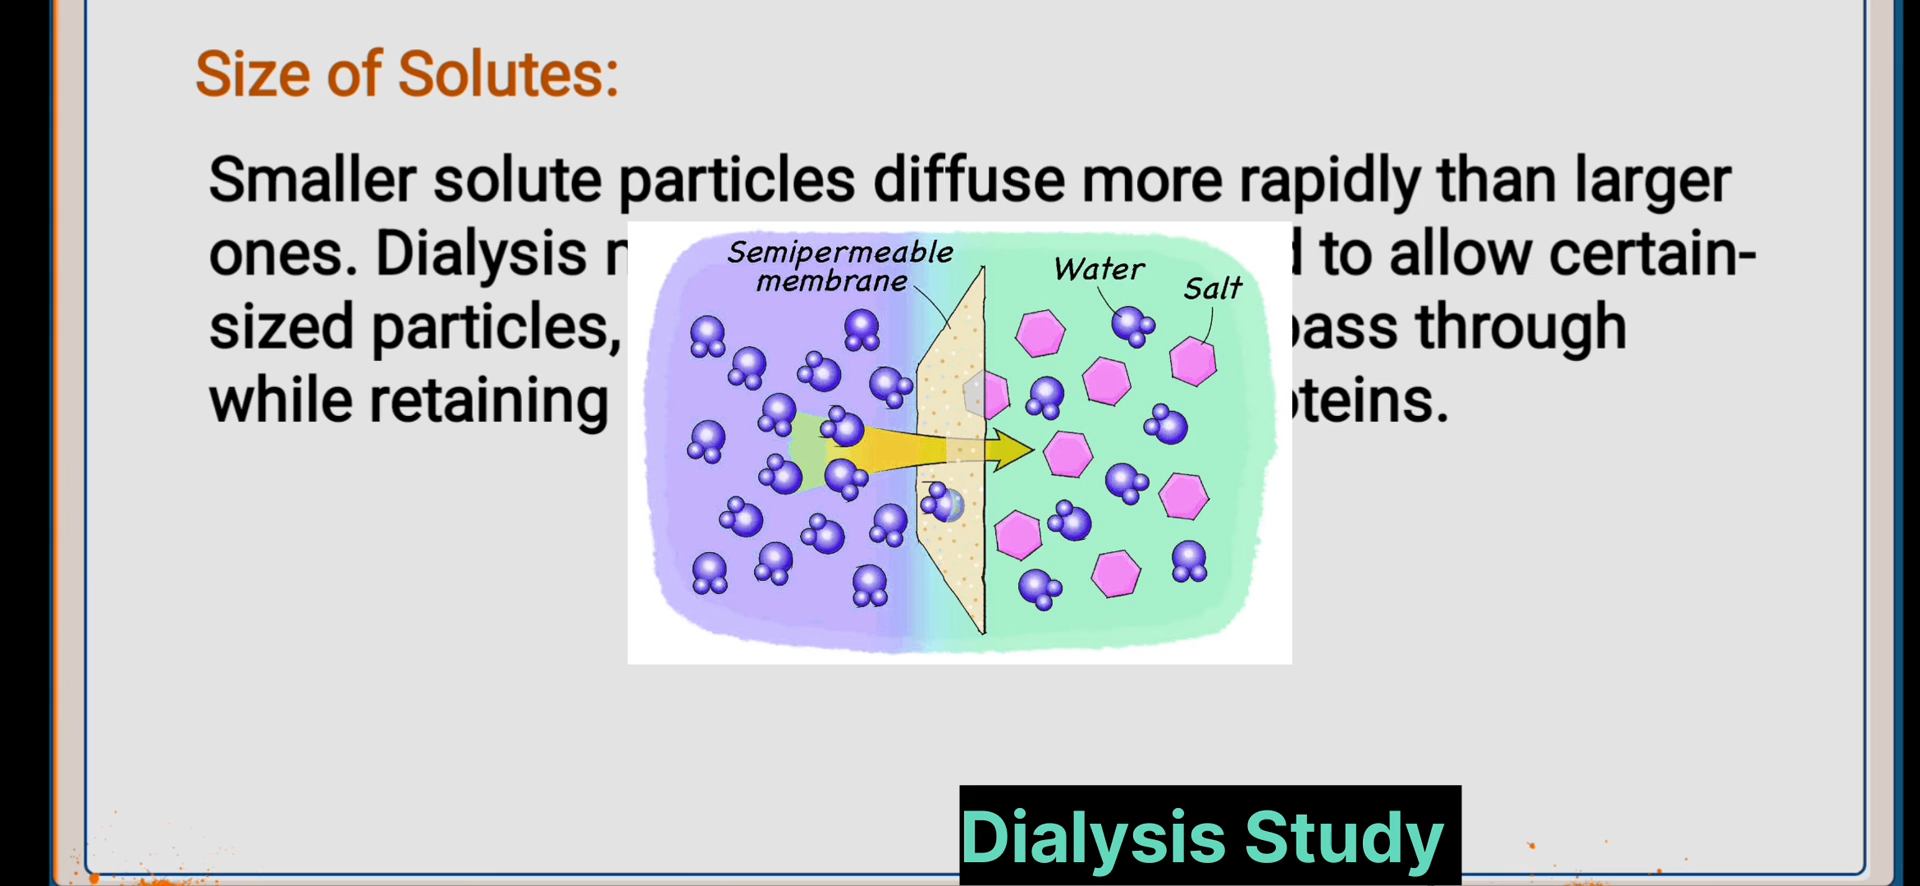 Size of Solutes:
Smaller solute particles diffuse more rapidly than larger
ones. Dialysis to allow certain-
sized particles, pass through
while retaining
Semipermeable
membrane
Water
Salt
Dialysis Study